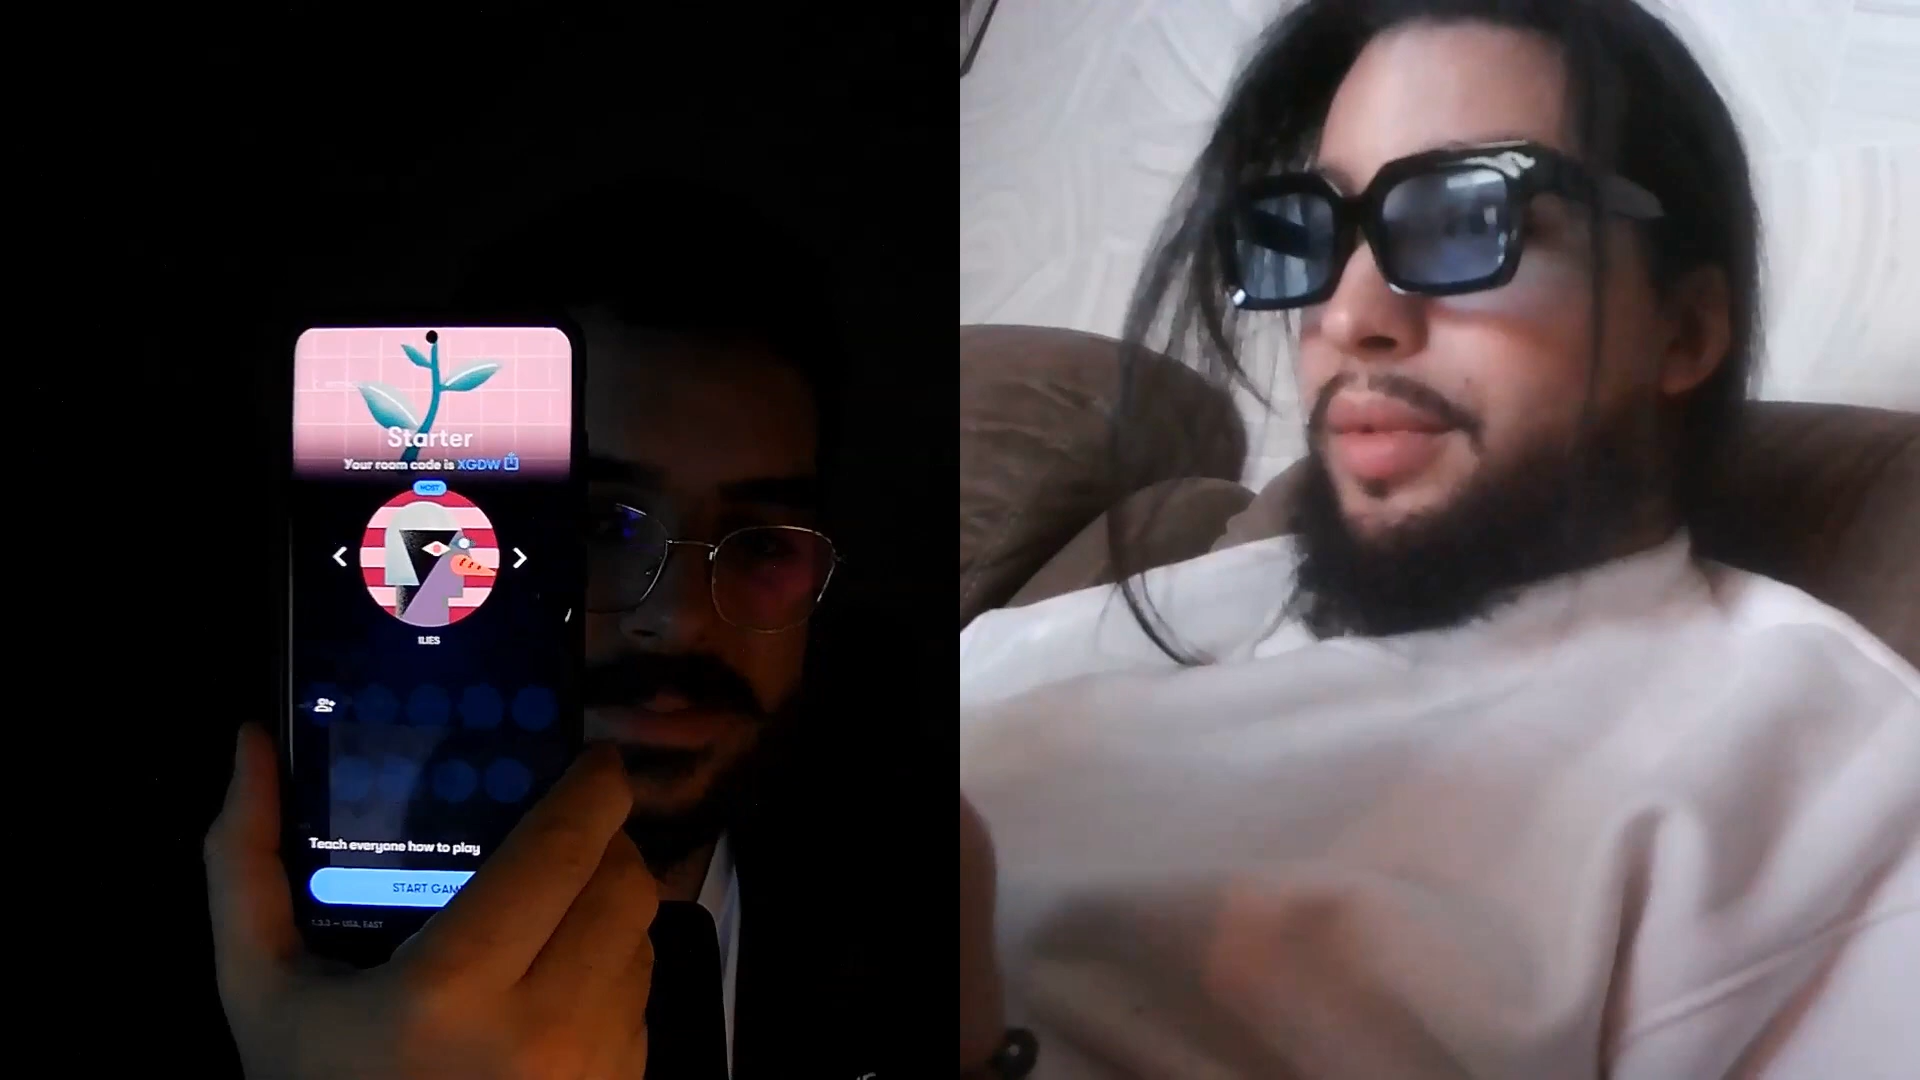 Starter
Your room code is XGDW
HOST
ILIES
Teach everyone how to play
START GAM